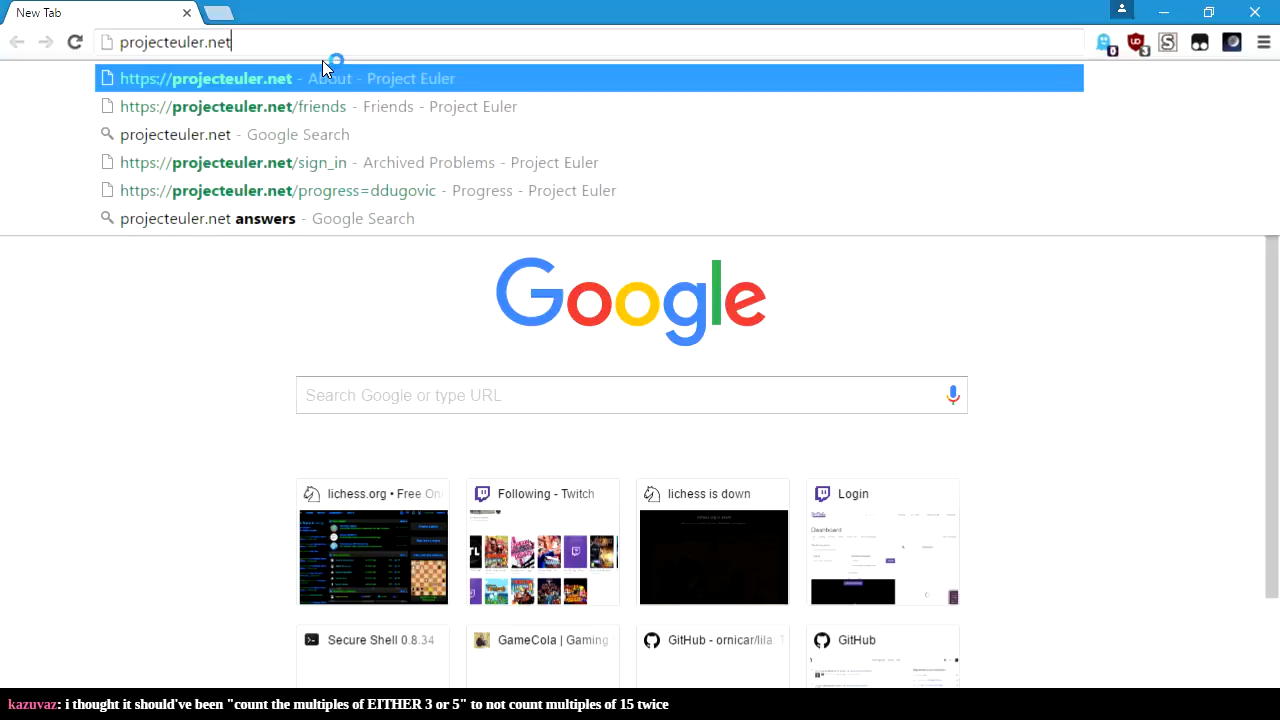 New Tab
projecteuler.net
https://projecteuler.net - About - Project Euler
https://projecteuler.net/friends - Friends - Project Euler
projecteuler.net - Google Search
https://projecteuler.net/sign_in - Archived Problems - Project Euler
https://projecteuler.net/progress=ddugovic - Progress - Project Euler
projecteuler.net answers - Google Search
0
3
0
Google
Search Google or type URL
lichess.org • Free On
Following - Twitch
lichess is down
Login
Dashboard
Secure Shell 0.8.34
GameCola | Gaming
GitHub - ornicar/lila
GitHub
kazuvaz: i thought it should've been "count the multiples of EITHER 3 or 5" to not count multiples of 15 twice